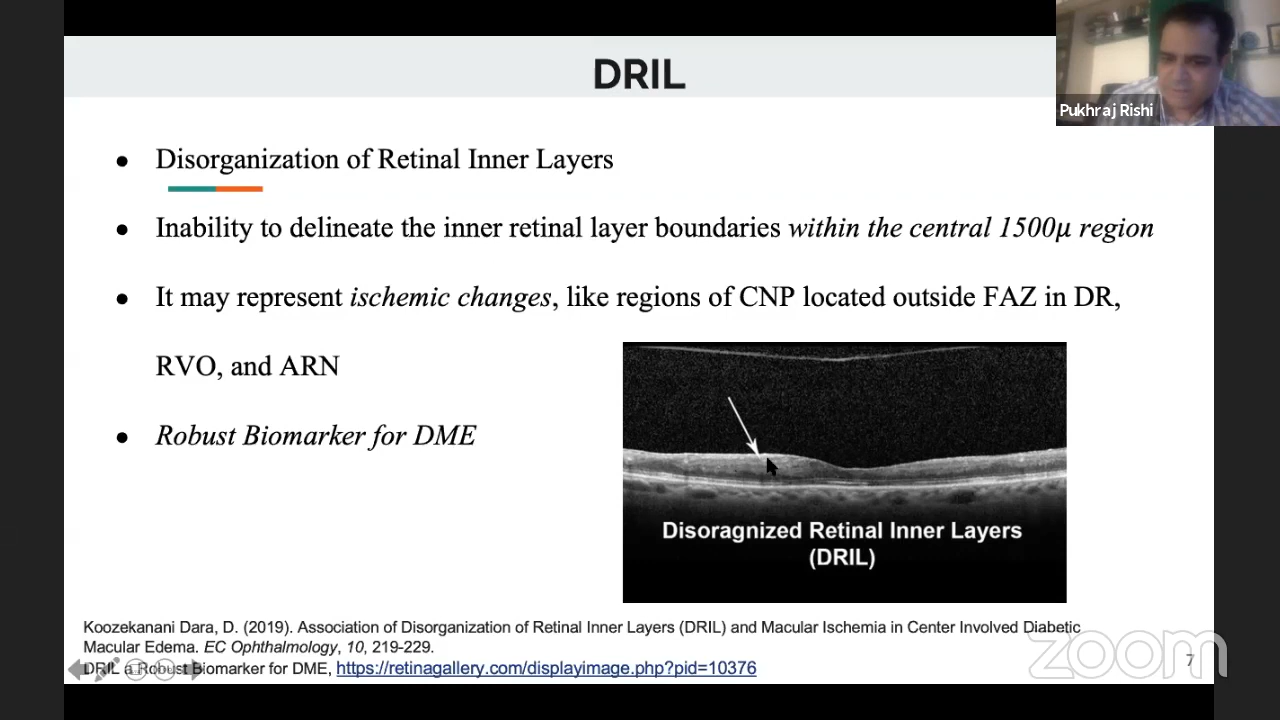 DRIL
Pukhraj Rishi
● Disorganization of Retinal Inner Layers
● Inability to delineate the inner retinal layer boundaries within the central 1500µ region
● It may represent ischemic changes, like regions of CNP located outside FAZ in DR,
RVO, and ARN
● Robust Biomarker for DME
Disoragnized Retinal Inner Layers
(DRIL)
Koozekanani Dara, D. (2019). Association of Disorganization of Retinal Inner Layers (DRIL) and Macular Ischemia in Center Involved Diabetic
Macular Edema. EC Ophthalmology, 10, 219-229.
DRIL a Robust Biomarker for DME, https://retinagallery.com/displayimage.php?pid=10376
zoom
7